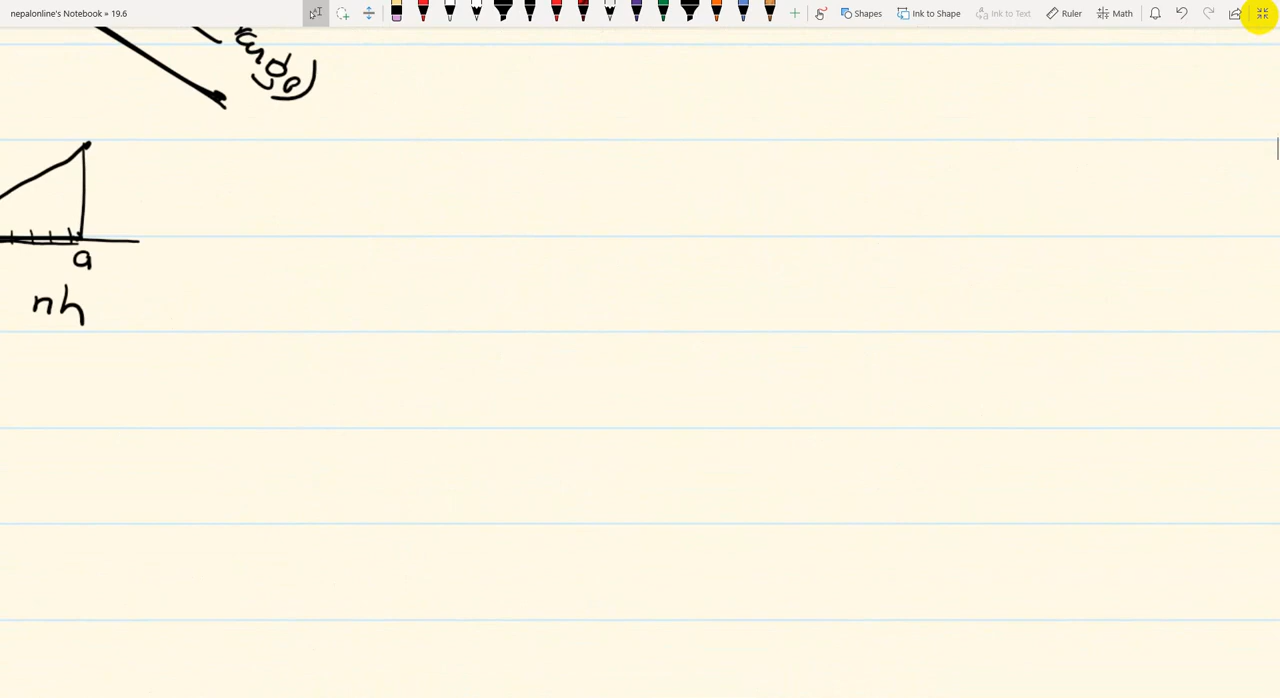 nepalonline's Notebook » 19.6
Shapes Ink to Shape Ink to Text Ruler Math
a
nh